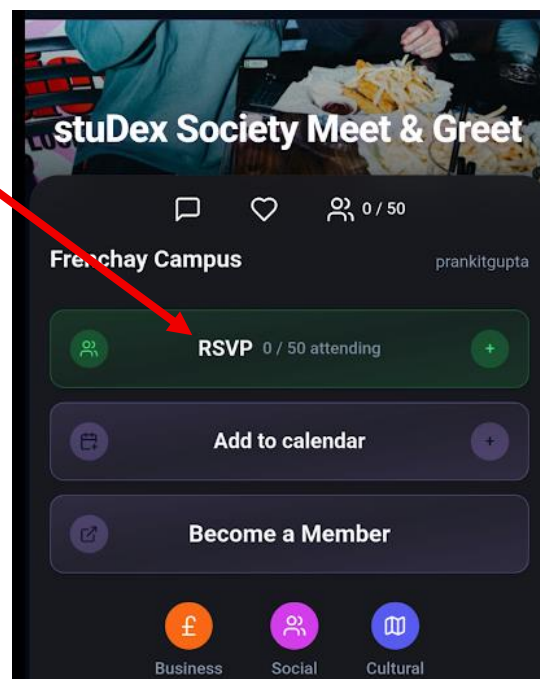 stuDex Society Meet & Greet
0 / 50
Frenchay Campus
prankitgupta
RSVP 0 / 50 attending
Add to calendar
Become a Member
£
Business Social Cultural